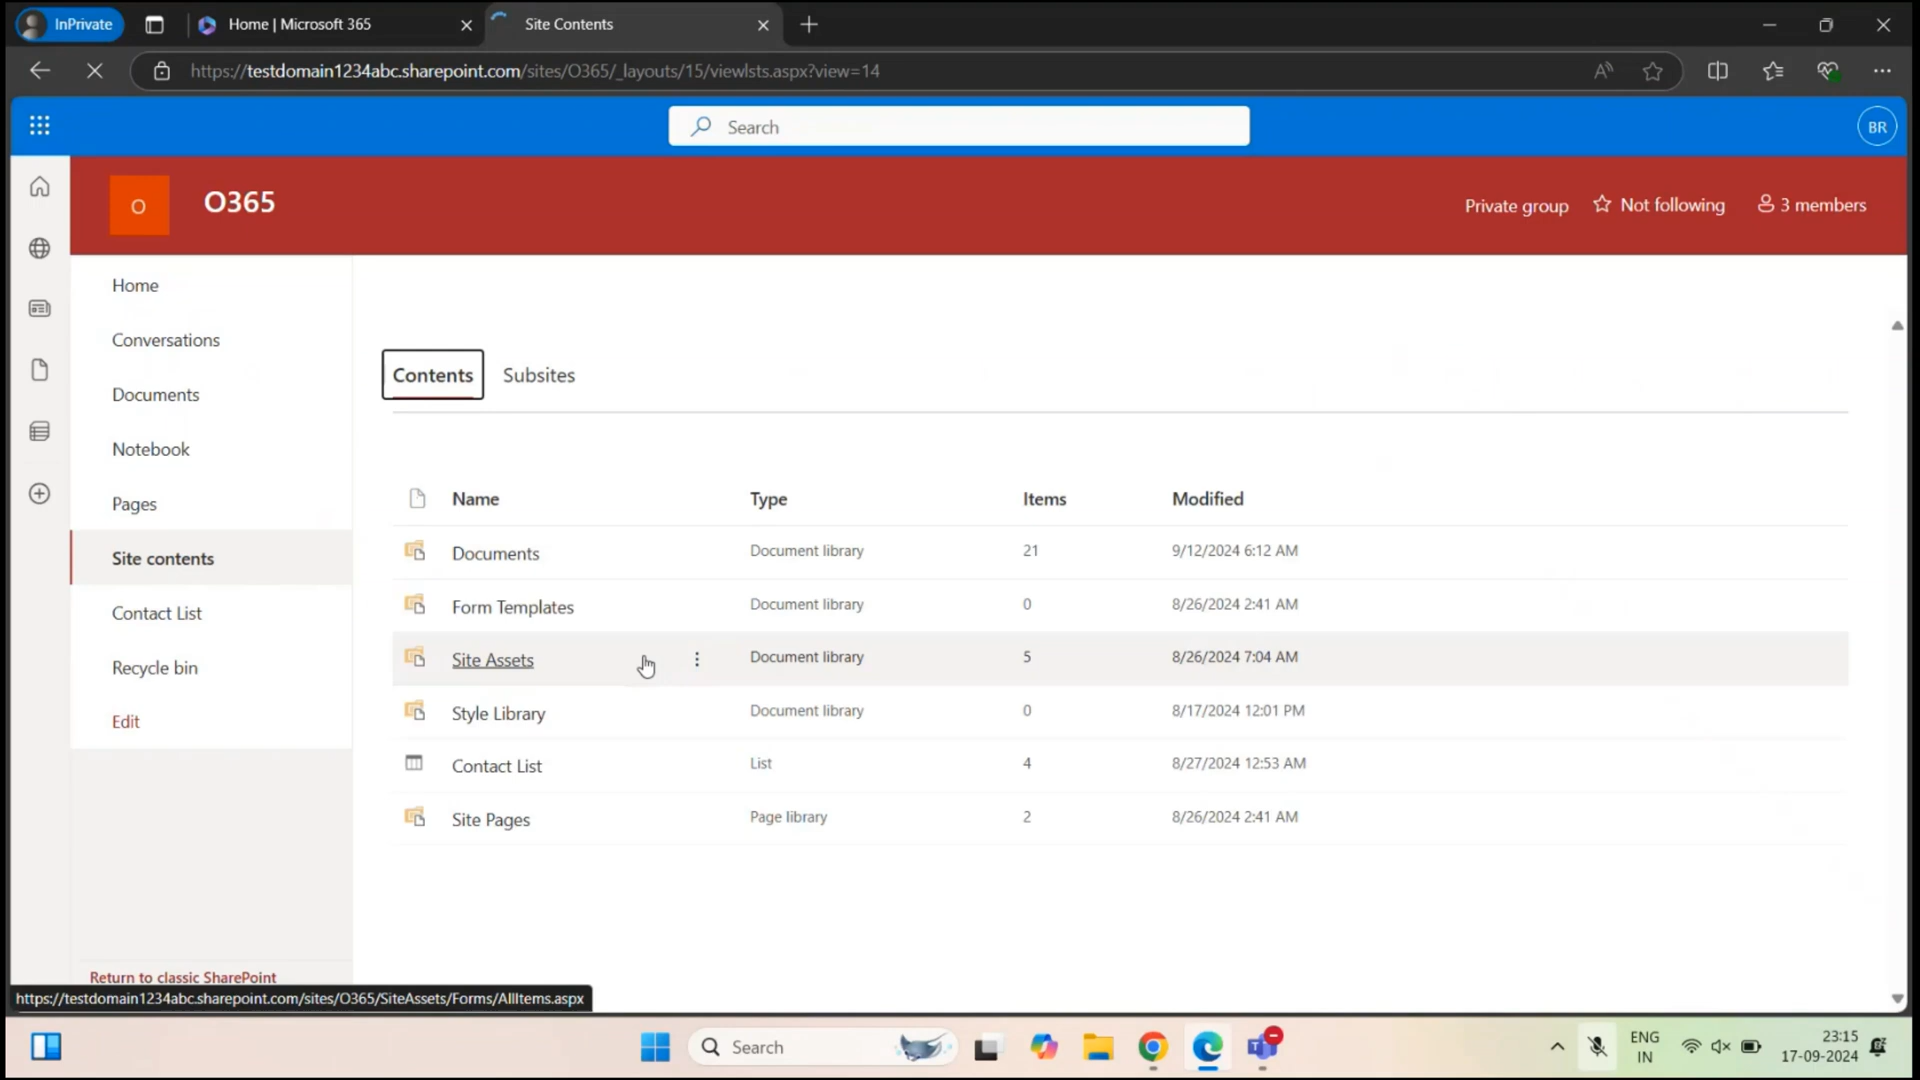 InPrivate
Home | Microsoft 365
Site Contents
https://testdomain1234abc.sharepoint.com/sites/O365/_layouts/15/viewlsts.aspx?view=14
Search
BR
O
O365
Private group
Not following
3 members
Home
Conversations
Documents
Notebook
Pages
Site contents
Contact List
Recycle bin
Edit
Return to classic SharePoint
Contents
Subsites
Name Type Items Modified
Documents Document library 21 9/12/2024 6:12 AM
Form Templates Document library 0 8/26/2024 2:41 AM
Site Assets Document library 5 8/26/2024 7:04 AM
Style Library Document library 0 8/17/2024 12:01 PM
Contact List List 4 8/27/2024 12:53 AM
Site Pages Page library 2 8/26/2024 2:41 AM
https://testdomain1234abc.sharepoint.com/sites/O365/SiteAssets/Forms/AllItems.aspx
Search
ENG
IN
23:15
17-09-2024